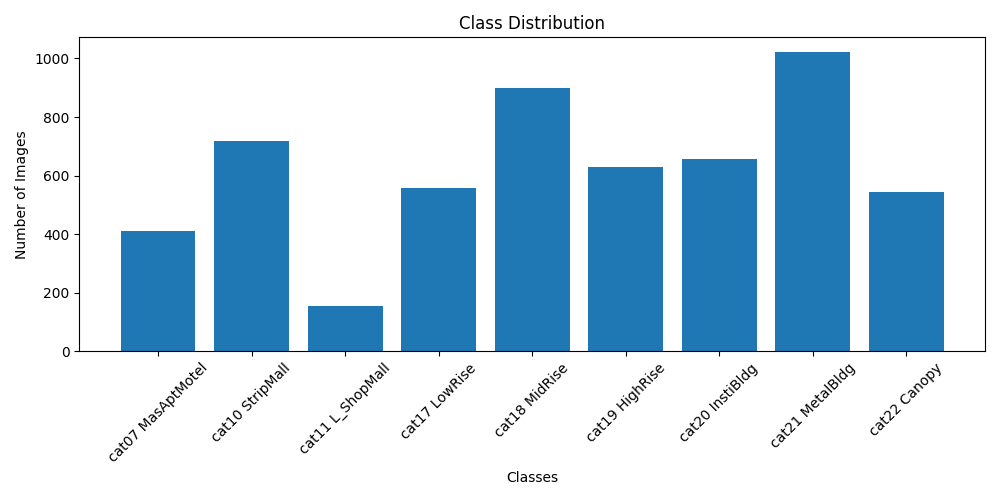 Class Distribution
Number of Images
1000
800
600
400
200
0
cat07 MasAptMotel
cat10 StripMall
cat11 L_ShopMall
cat17 LowRise
cat18 MidRise
cat19 HighRise
cat20 InstiBldg
cat21 MetalBldg
cat22 Canopy
Classes